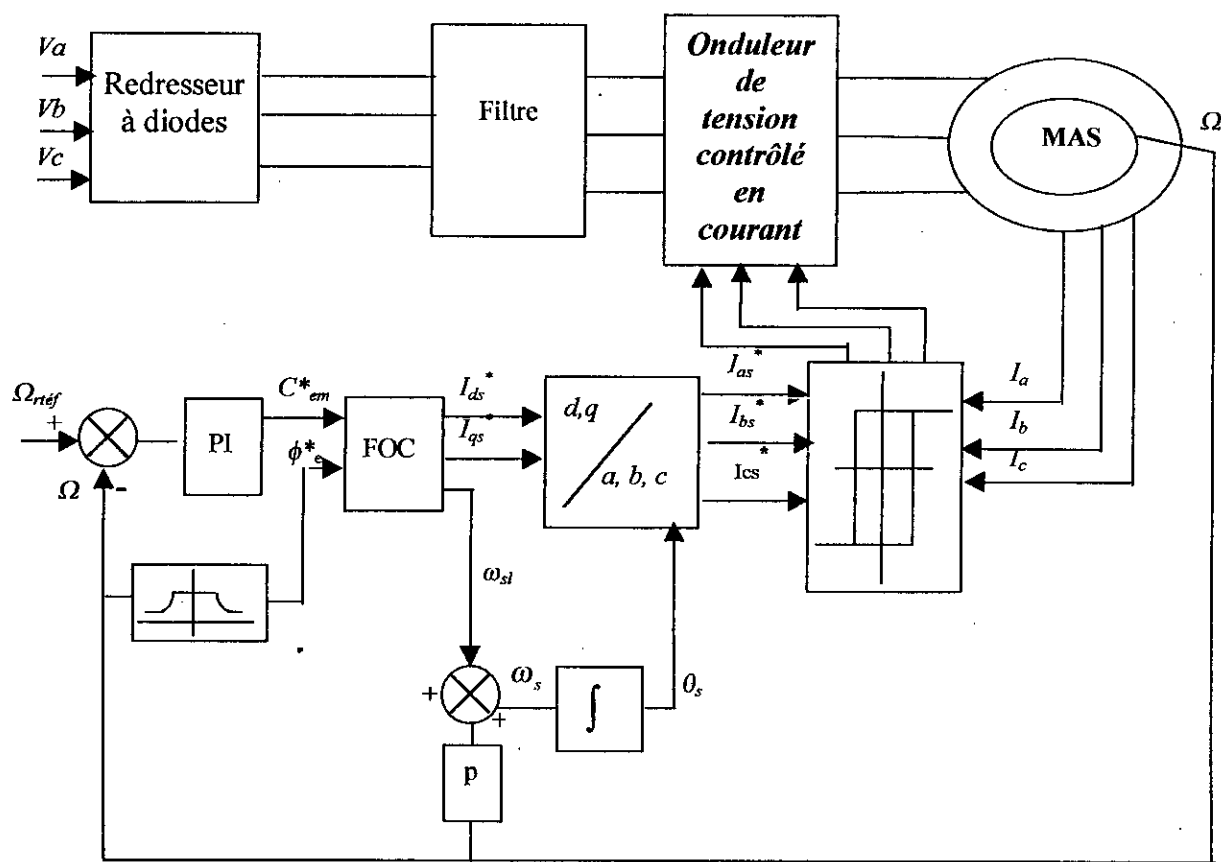 Va
Vb
Vc
Redresseur
à diodes
Filtre
Onduleur
de
tension
contrôlé
en
courant
MAS
Ω
Ωrtéf
+
-
Ω
PI
C*em
ϕ*e
FOC
Ids*
Iqs*
d,q
a, b, c
Ias*
Ibs*
Ics*
Ia
Ib
Ic
ωsl
+
+
ωs
∫
θs
p